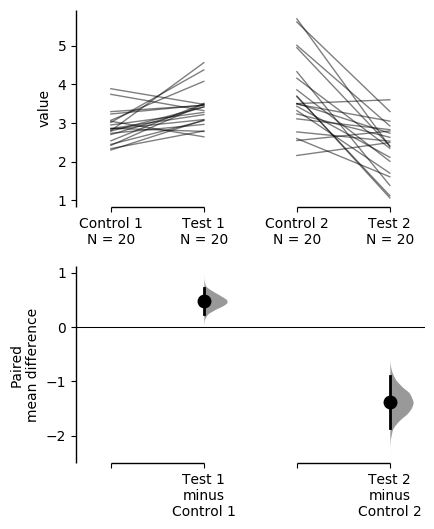 value
5
4
3
2
1
Control 1
N = 20
Test 1
N = 20
Control 2
N = 20
Test 2
N = 20
Paired
mean difference
1
0
−1
−2
Test 1
minus
Control 1
Test 2
minus
Control 2